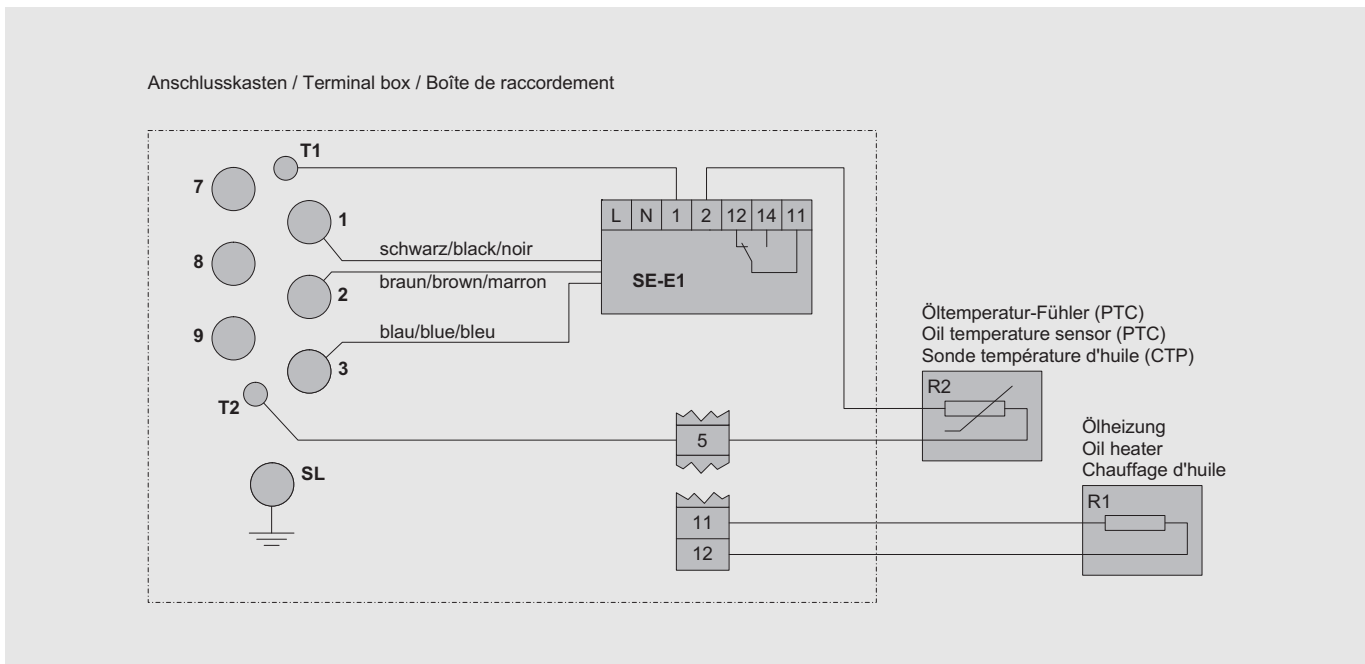 Anschlusskasten / Terminal box / Boîte de raccordement
T1
7
1
L N 1 2 12 14 11
schwarz/black/noir
8
SE-E1
braun/brown/marron
2
9
blau/blue/bleu
3
T2
Öltemperatur-Fühler (PTC)
Oil temperature sensor (PTC)
Sonde température d'huile (CTP)
R2
5
Ölheizung
Oil heater
Chauffage d'huile
SL
R1
11
12